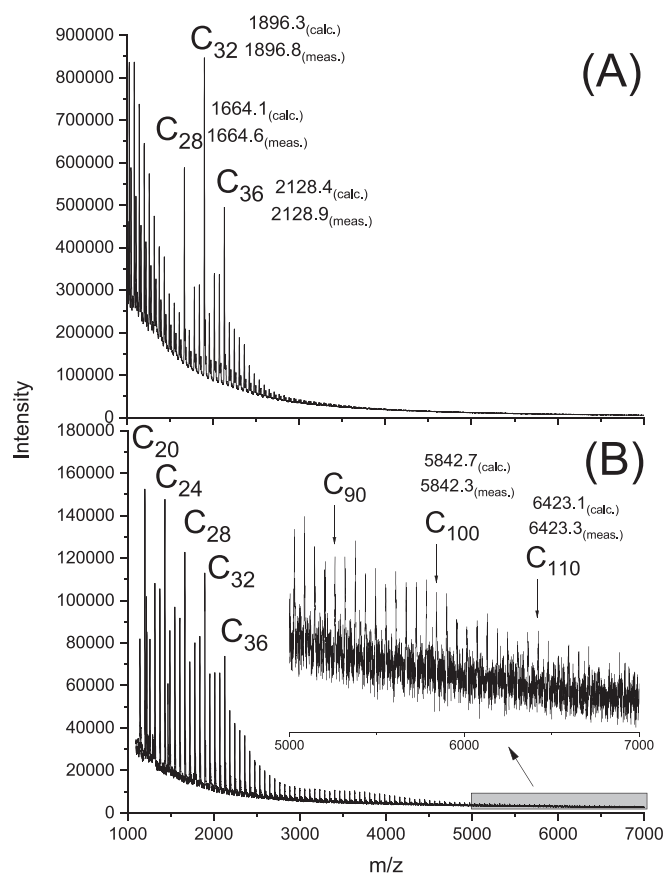 1896.3(calc.)
C32 1896.8(meas.)
(A)
1664.1(calc.)
C28 1664.6(meas.)
C36 2128.4(calc.)
2128.9(meas.)
900000
800000
700000
600000
500000
400000
300000
200000
100000
0
Intensity
C20
C24
C28
C32
C36
(B)
5842.7(calc.)
5842.3(meas.)
6423.1(calc.)
6423.3(meas.)
C90
C100
C110
5000 6000 7000
180000
160000
140000
120000
100000
80000
60000
40000
20000
0
1000 2000 3000 4000 5000 6000 7000
m/z